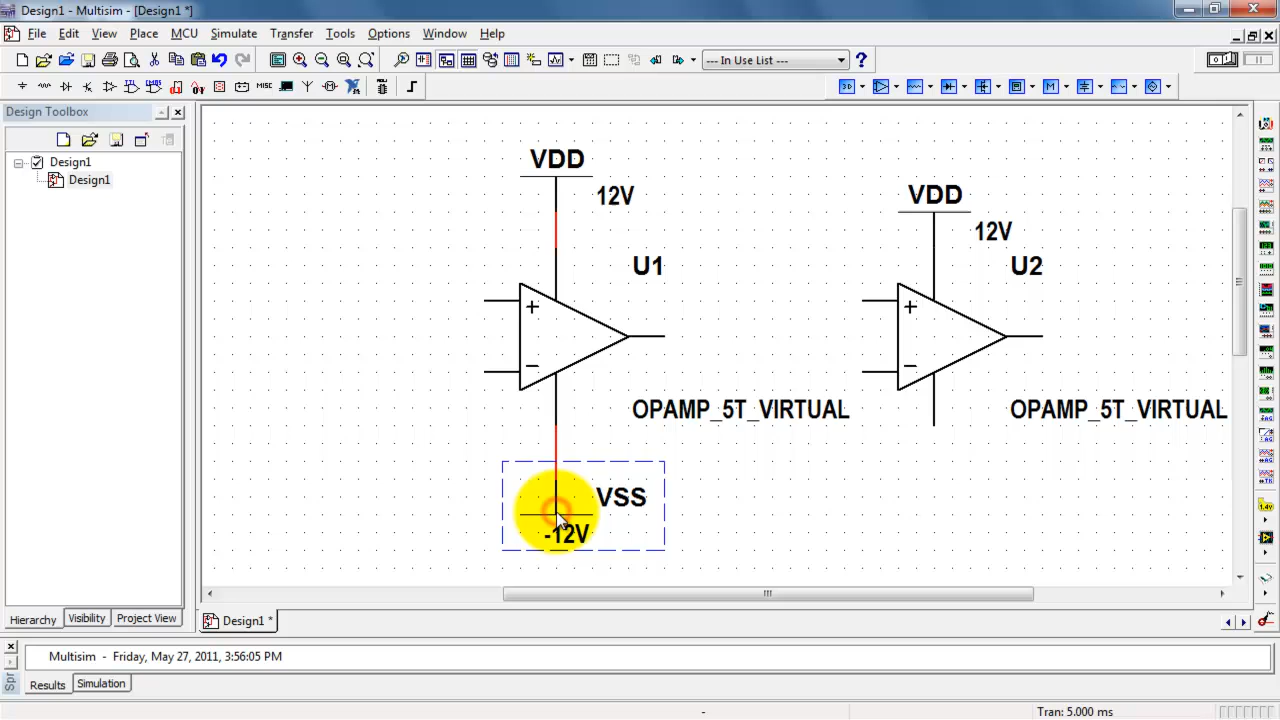 Design1 - Multisim - [Design1 *]
File Edit View Place MCU Simulate Transfer Tools Options Window Help
--- In Use List --- ?
MISC
Design Toolbox
Design1
Design1
VDD
12V
U1
+
−
OPAMP_5T_VIRTUAL
VSS
-12V
VDD
12V
U2
+
−
OPAMP_5T_VIRTUAL
Hierarchy Visibility Project View
Design1 *
Multisim - Friday, May 27, 2011, 3:56:05 PM
Spr
Results Simulation
- Tran: 5.000 ms